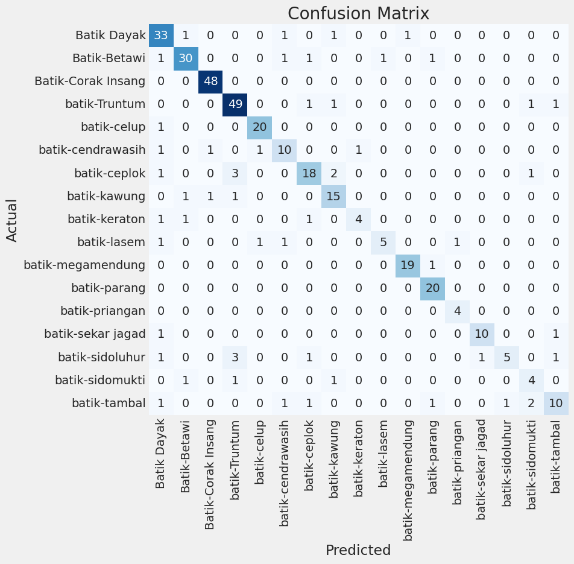 Confusion Matrix
Batik Dayak 33 1 0 0 0 1 0 1 0 0 1 0 0 0 0 0 0
Batik-Betawi 1 30 0 0 0 1 1 0 0 1 0 1 0 0 0 0 0
Batik-Corak Insang 0 0 48 0 0 0 0 0 0 0 0 0 0 0 0 0 0
batik-Truntum 0 0 0 49 0 0 1 1 0 0 0 0 0 0 0 1 1
batik-celup 1 0 0 0 20 0 0 0 0 0 0 0 0 0 0 0 0
batik-cendrawasih 1 0 1 0 1 10 0 0 1 0 0 0 0 0 0 0 0
batik-ceplok 1 0 0 3 0 0 18 2 0 0 0 0 0 0 0 1 0
batik-kawung 0 1 1 1 0 0 0 15 0 0 0 0 0 0 0 0 0
batik-keraton 1 1 0 0 0 0 1 0 4 0 0 0 0 0 0 0 0
batik-lasem 1 0 0 0 1 1 0 0 0 5 0 0 1 0 0 0 0
batik-megamendung 0 0 0 0 0 0 0 0 0 0 19 1 0 0 0 0 0
batik-parang 0 0 0 0 0 0 0 0 0 0 0 20 0 0 0 0 0
batik-priangan 0 0 0 0 0 0 0 0 0 0 0 0 4 0 0 0 0
batik-sekar jagad 1 0 0 0 0 0 0 0 0 0 0 0 0 10 0 0 1
batik-sidoluhur 1 0 0 3 0 0 1 0 0 0 0 0 0 1 5 0 1
batik-sidomukti 0 1 0 1 0 0 0 1 0 0 0 0 0 0 0 4 0
batik-tambal 1 0 0 0 0 1 1 0 0 0 0 1 0 0 1 2 10
Actual
Batik Dayak
Batik-Betawi
Batik-Corak Insang
batik-Truntum
batik-celup
batik-cendrawasih
batik-ceplok
batik-kawung
batik-keraton
batik-lasem
batik-megamendung
batik-parang
batik-priangan
batik-sekar jagad
batik-sidoluhur
batik-sidomukti
batik-tambal
Predicted